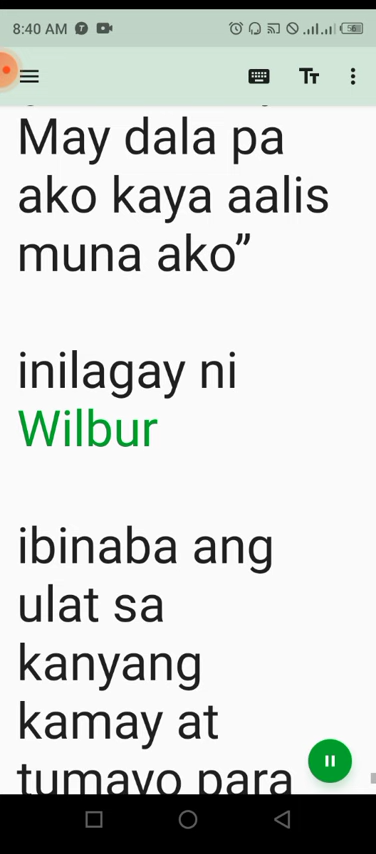 8:40 AM
56
May dala pa
ako kaya aalis
muna ako”
inilagay ni
Wilbur
ibinaba ang
ulat sa
kanyang
kamay at
tumayo para